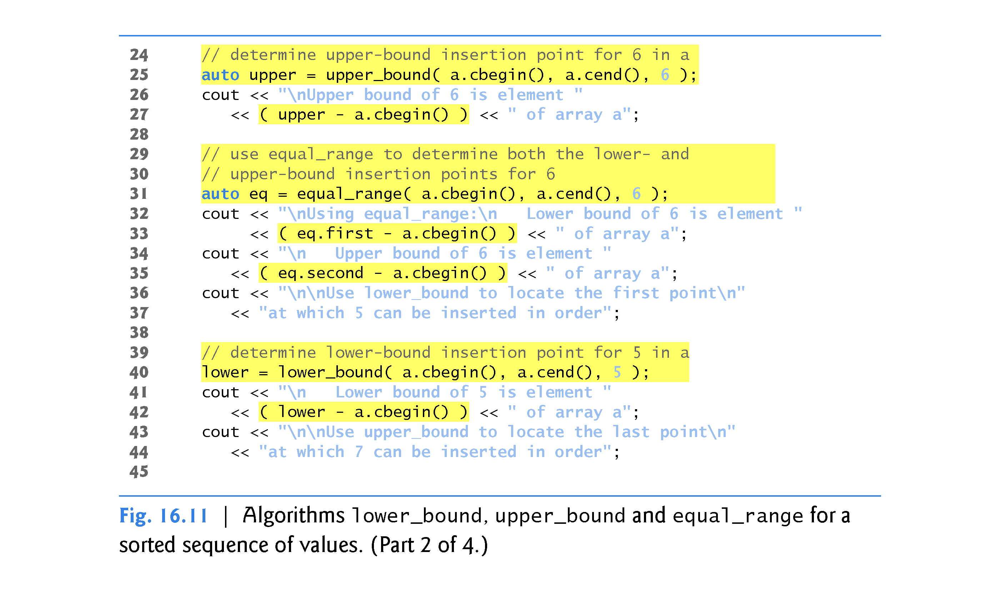 24 // determine upper-bound insertion point for 6 in a
25 auto upper = upper_bound( a.cbegin(), a.cend(), 6 );
26 cout << "\nUpper bound of 6 is element "
27    << ( upper - a.cbegin() ) << " of array a";
28
29 // use equal_range to determine both the lower- and
30 // upper-bound insertion points for 6
31 auto eq = equal_range( a.cbegin(), a.cend(), 6 );
32 cout << "\nUsing equal_range:\n   Lower bound of 6 is element "
33      << ( eq.first - a.cbegin() ) << " of array a";
34 cout << "\n   Upper bound of 6 is element "
35    << ( eq.second - a.cbegin() ) << " of array a";
36 cout << "\n\nUse lower_bound to locate the first point\n"
37    << "at which 5 can be inserted in order";
38
39 // determine lower-bound insertion point for 5 in a
40 lower = lower_bound( a.cbegin(), a.cend(), 5 );
41 cout << "\n   Lower bound of 5 is element "
42    << ( lower - a.cbegin() ) << " of array a";
43 cout << "\n\nUse upper_bound to locate the last point\n"
44    << "at which 7 can be inserted in order";
45
Fig. 16.11 | Algorithms lower_bound, upper_bound and equal_range for a
sorted sequence of values. (Part 2 of 4.)